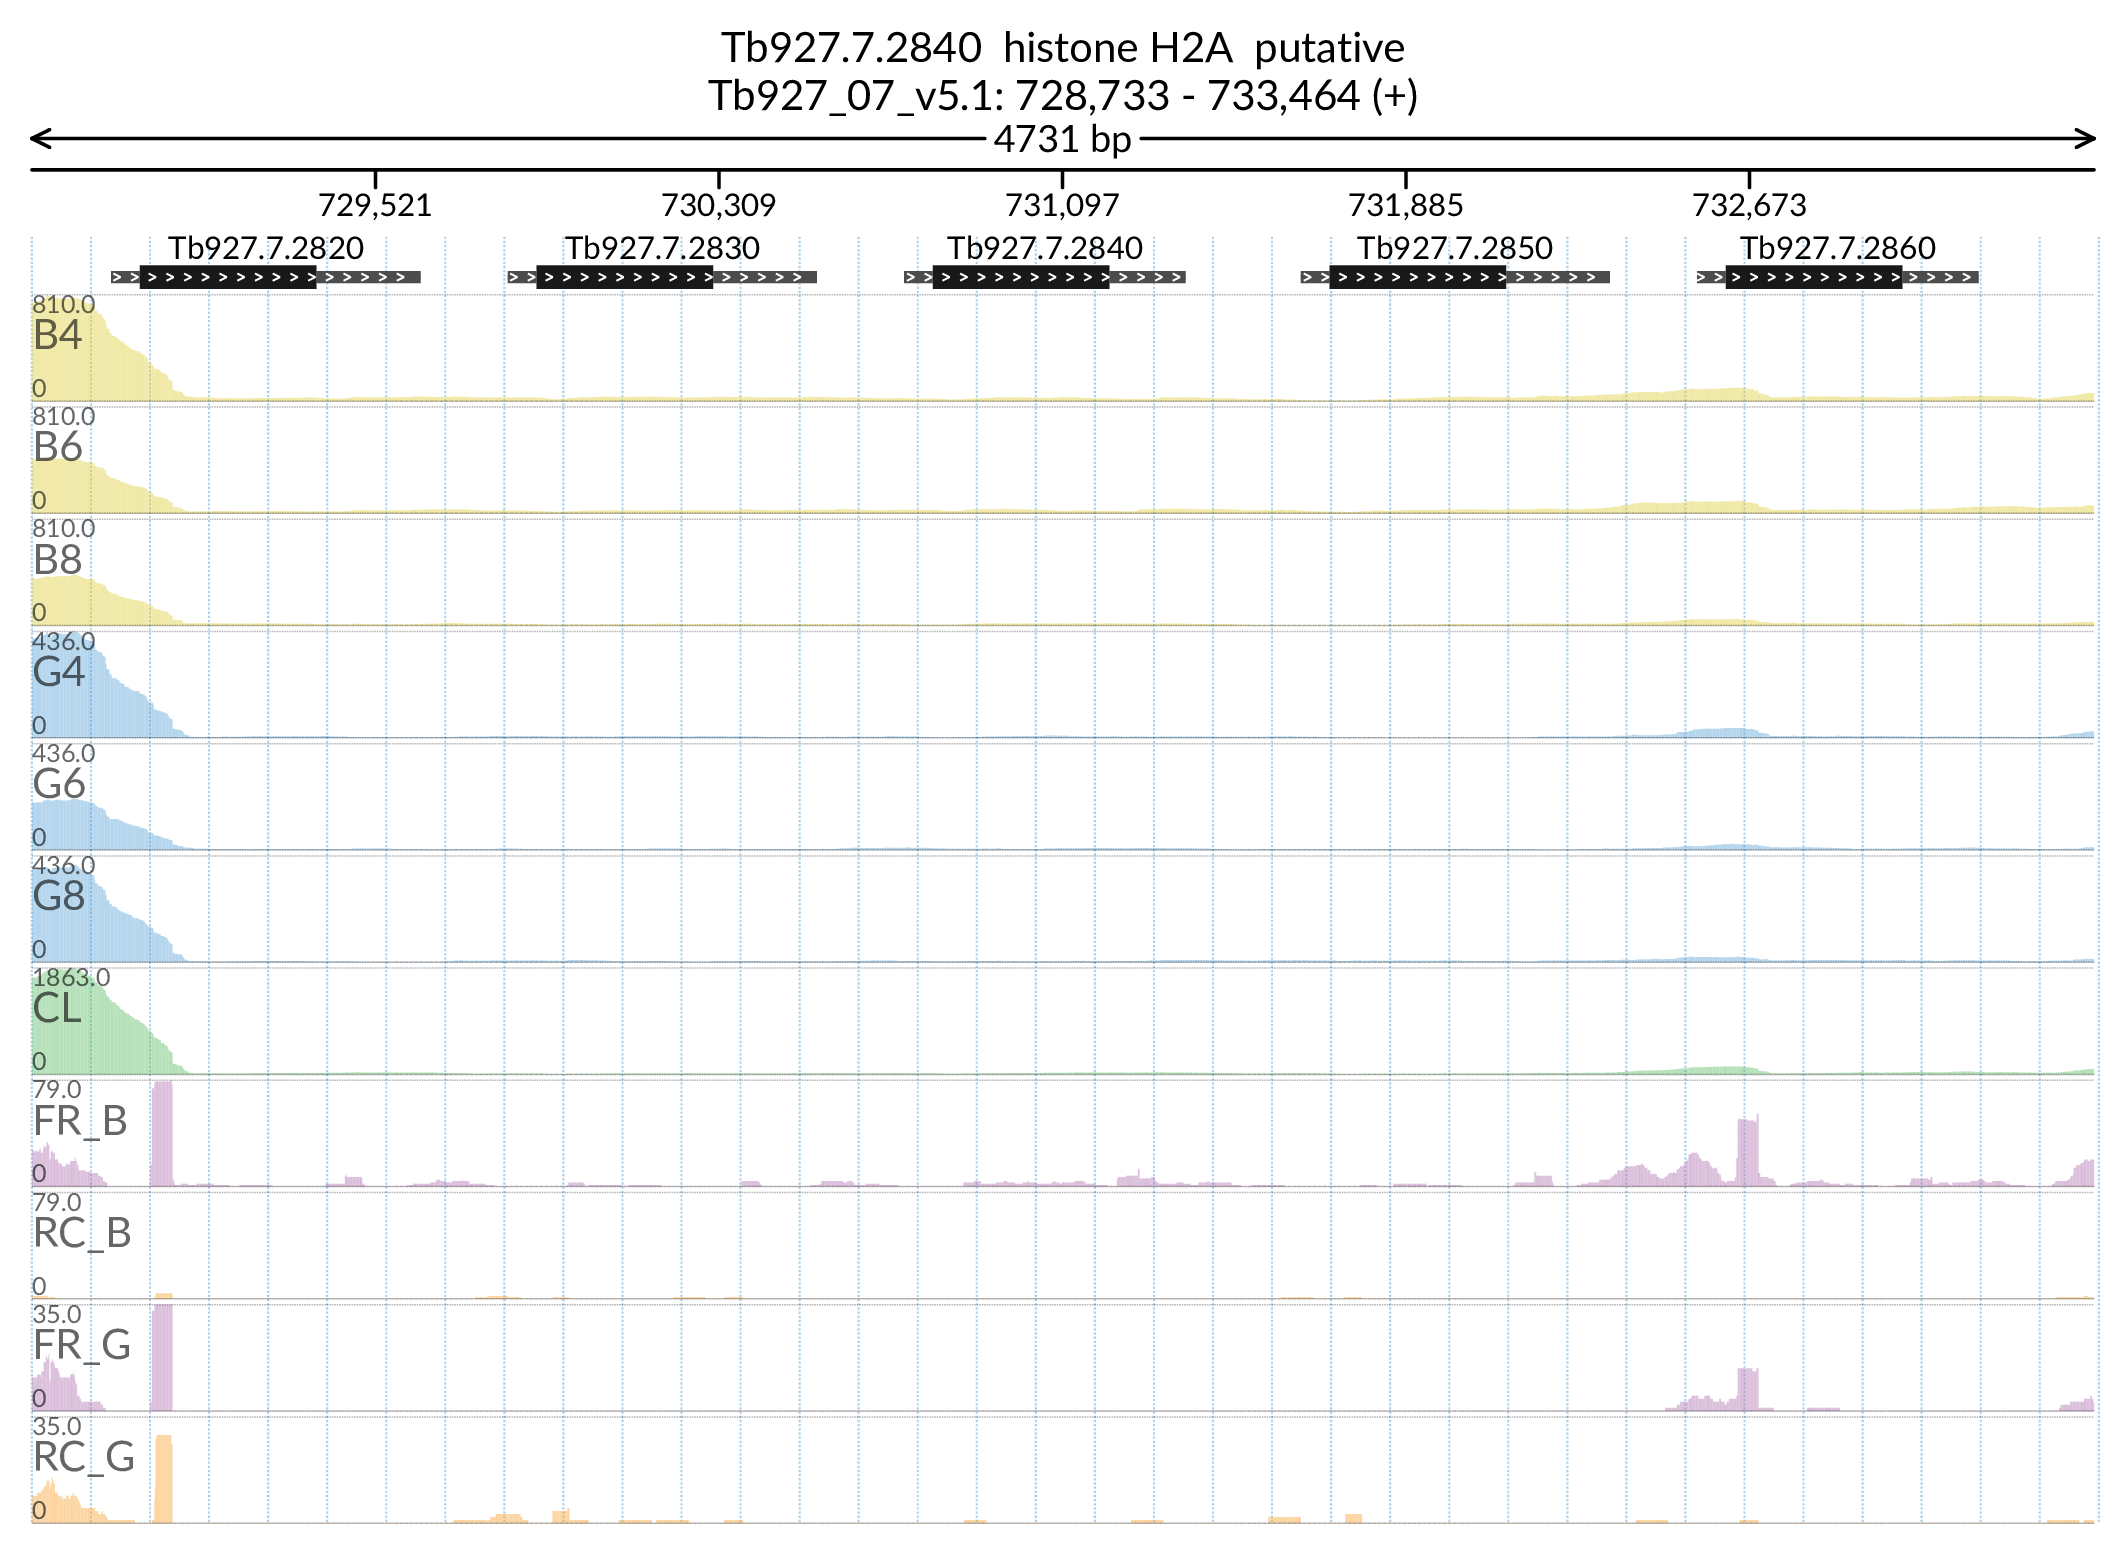 Tb927.7.2840  histone H2A  putative
Tb927_07_v5.1: 728,733 - 733,464 (+)
4731 bp
729,521 730,309 731,097 731,885 732,673
Tb927.7.2820 Tb927.7.2830 Tb927.7.2840 Tb927.7.2850 Tb927.7.2860
810.0
B4
0
810.0
B6
0
810.0
B8
0
436.0
G4
0
436.0
G6
0
436.0
G8
0
1863.0
CL
0
79.0
FR_B
0
79.0
RC_B
0
35.0
FR_G
0
35.0
RC_G
0